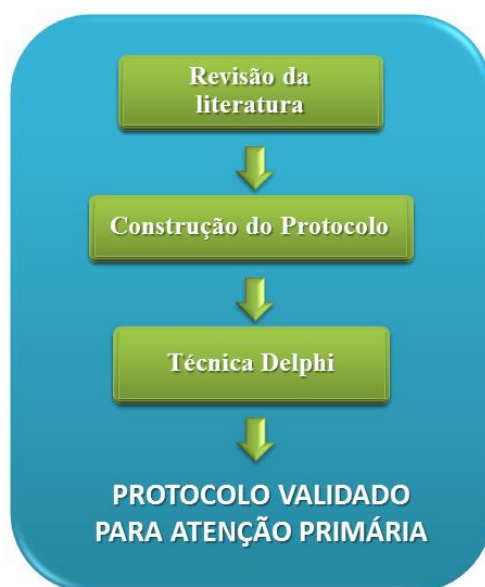 Revisão da
literatura
Construção do Protocolo
Técnica Delphi
PROTOCOLO VALIDADO
PARA ATENÇÃO PRIMÁRIA